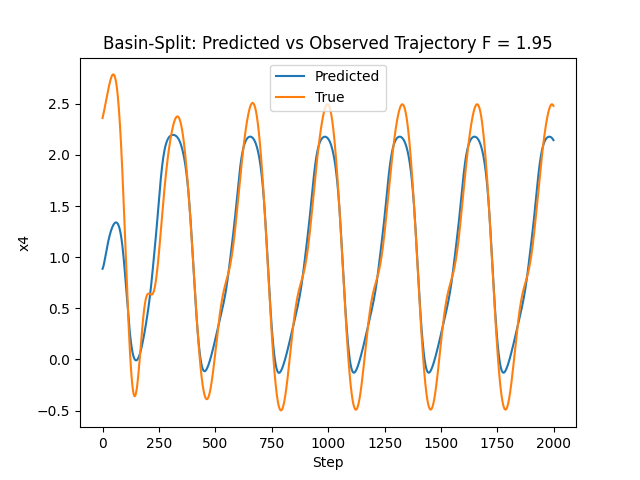 Basin-Split: Predicted vs Observed Trajectory F = 1.95
Predicted
True
x4
2.5
2.0
1.5
1.0
0.5
0.0
−0.5
0 250 500 750 1000 1250 1500 1750 2000
Step